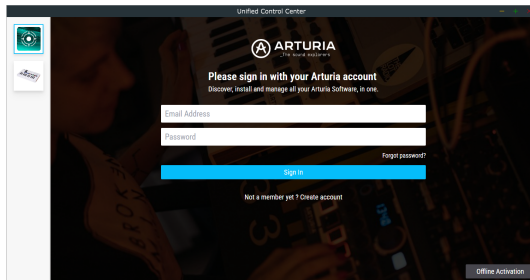 Unified Control Center
ARTURIA
_the sound explorers
Please sign in with your Arturia account
Discover, install and manage all your Arturia Software, in one.
Email Address
Password
Forgot password?
Sign In
Not a member yet ? Create account
Offline Activation